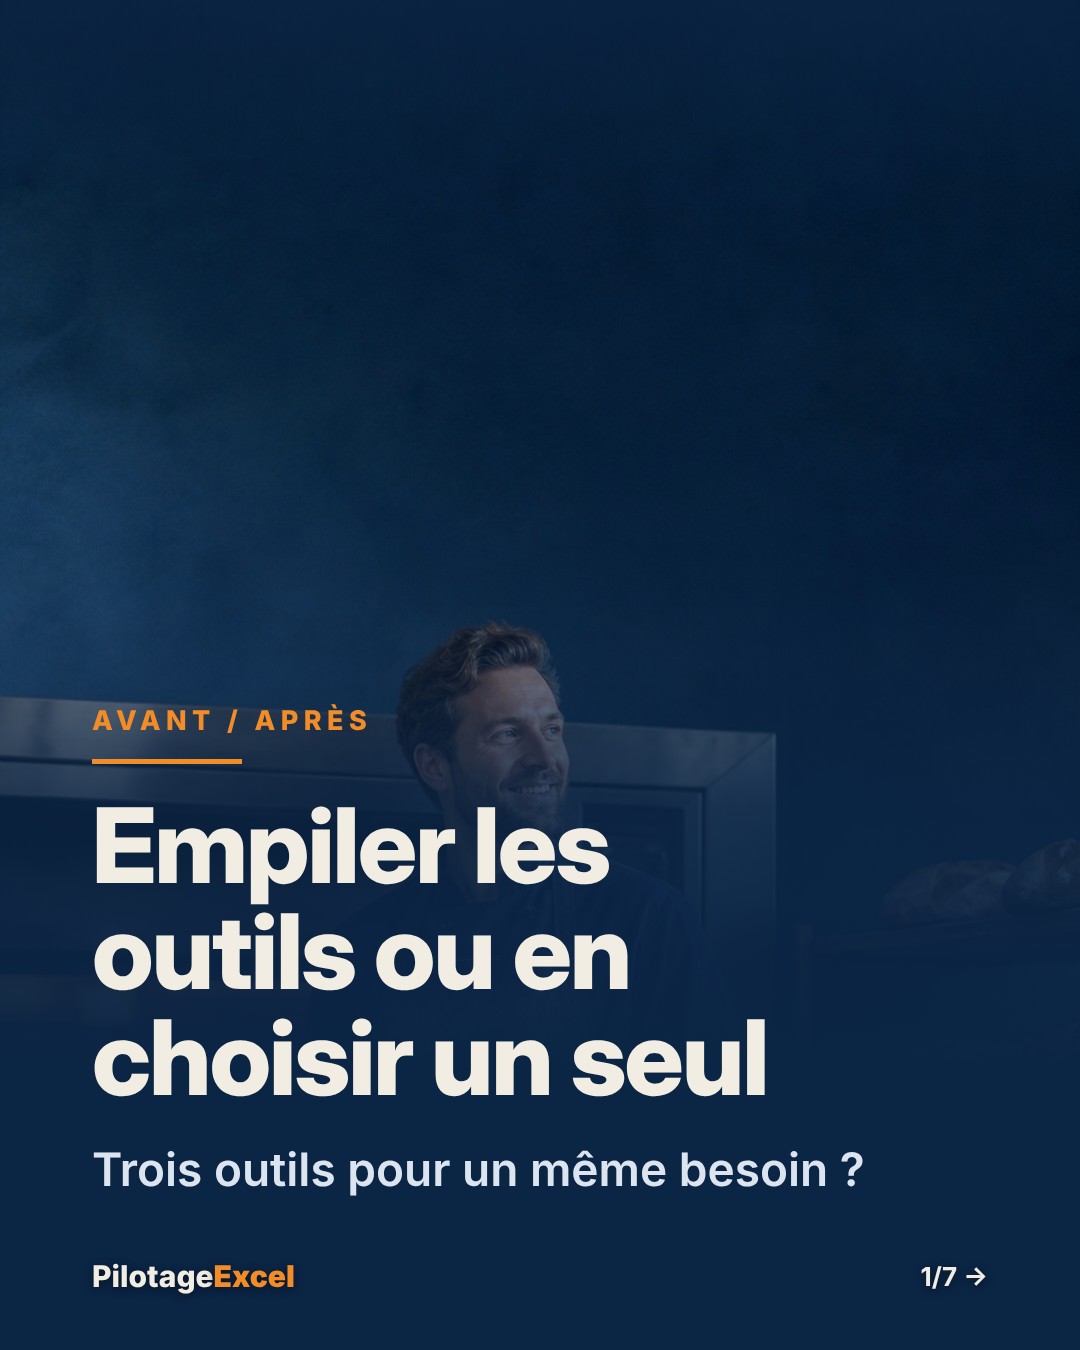 AVANT / APRÈS
Empiler les
outils ou en
choisir un seul
Trois outils pour un même besoin ?
PilotageExcel
1/7 →